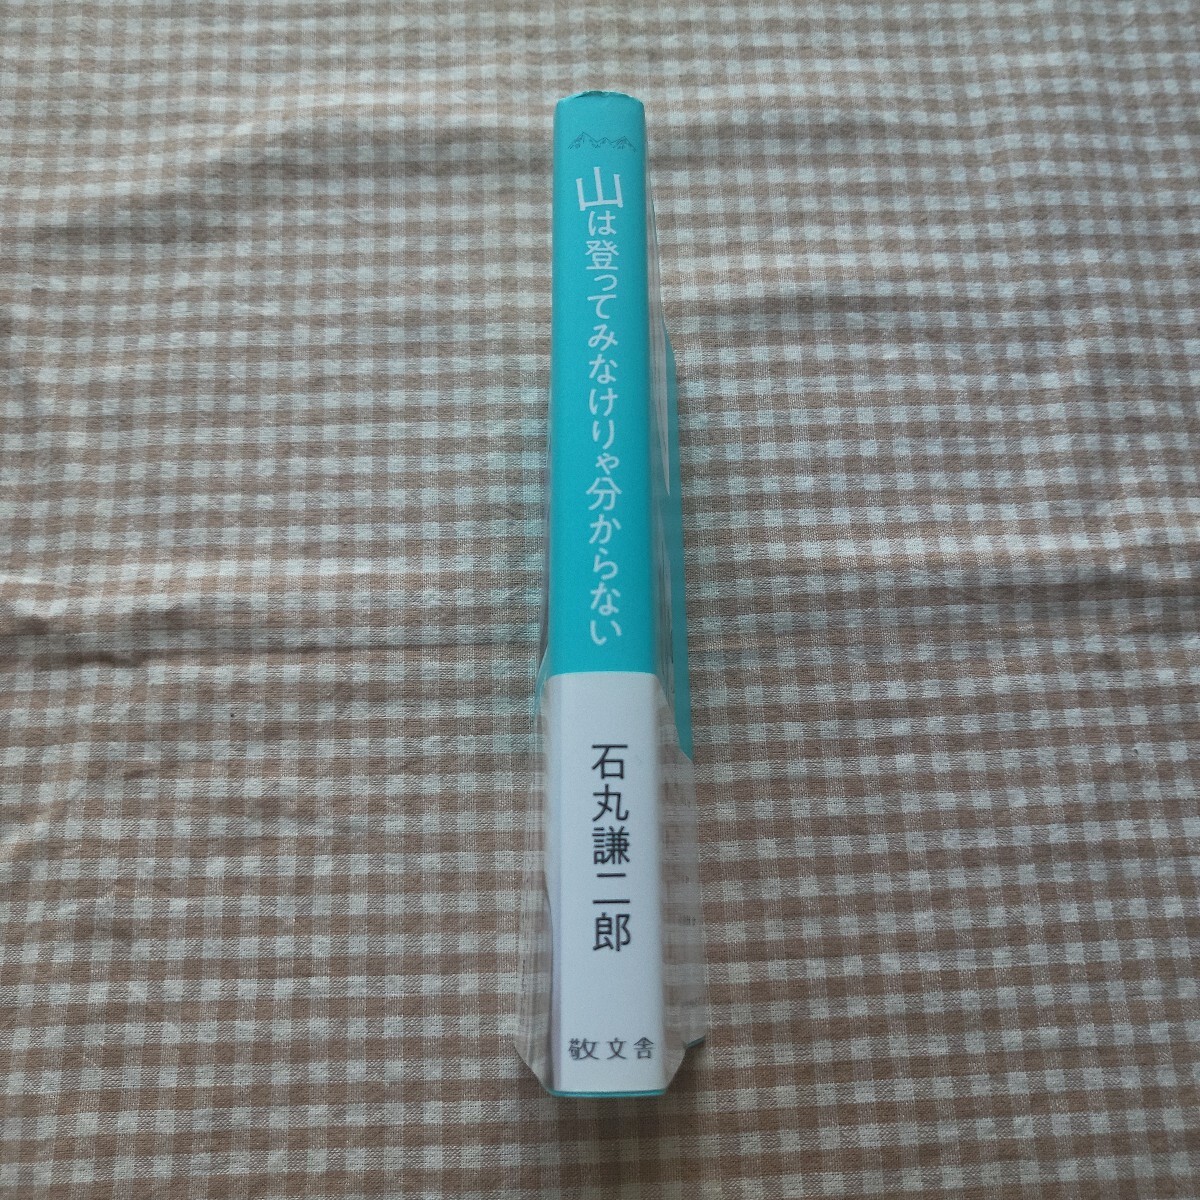 山は登ってみなけりゃ分からない
石丸謙二郎
敬文舎